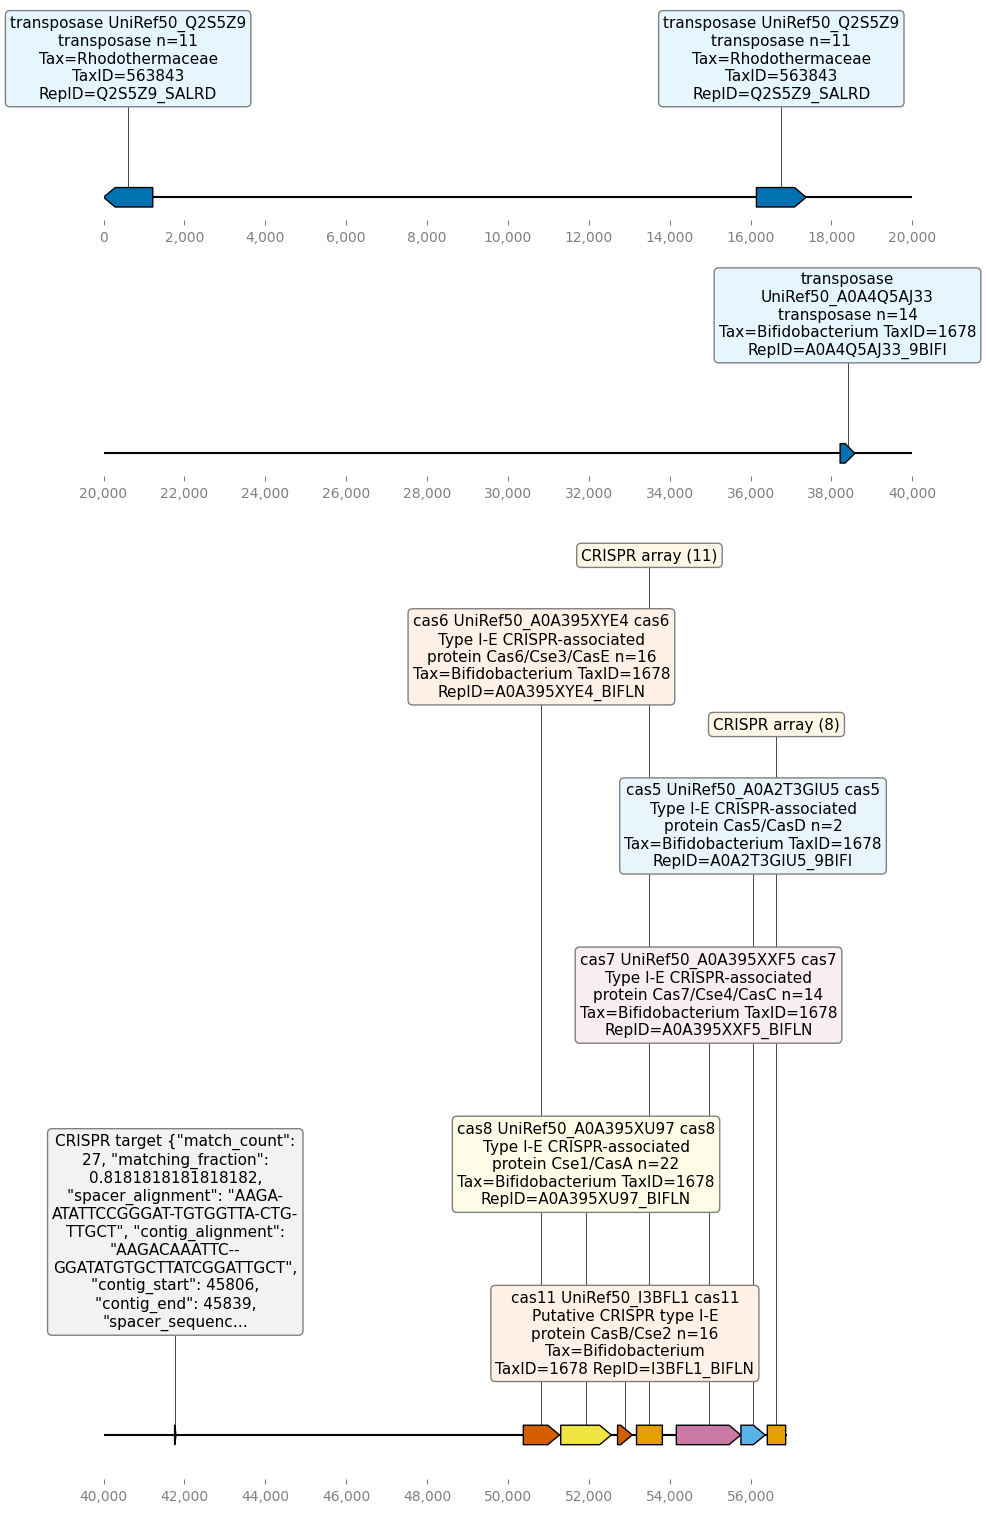 transposase UniRef50_Q2S5Z9
transposase n=11
Tax=Rhodothermaceae
TaxID=563843
RepID=Q2S5Z9_SALRD
transposase UniRef50_Q2S5Z9
transposase n=11
Tax=Rhodothermaceae
TaxID=563843
RepID=Q2S5Z9_SALRD
0 2,000 4,000 6,000 8,000 10,000 12,000 14,000 16,000 18,000 20,000
transposase
UniRef50_A0A4Q5AJ33
transposase n=14
Tax=Bifidobacterium TaxID=1678
RepID=A0A4Q5AJ33_9BIFI
20,000 22,000 24,000 26,000 28,000 30,000 32,000 34,000 36,000 38,000 40,000
CRISPR array (11)
cas6 UniRef50_A0A395XYE4 cas6
Type I-E CRISPR-associated
protein Cas6/Cse3/CasE n=16
Tax=Bifidobacterium TaxID=1678
RepID=A0A395XYE4_BIFLN
CRISPR array (8)
cas5 UniRef50_A0A2T3GIU5 cas5
Type I-E CRISPR-associated
protein Cas5/CasD n=2
Tax=Bifidobacterium TaxID=1678
RepID=A0A2T3GIU5_9BIFI
cas7 UniRef50_A0A395XXF5 cas7
Type I-E CRISPR-associated
protein Cas7/Cse4/CasC n=14
Tax=Bifidobacterium TaxID=1678
RepID=A0A395XXF5_BIFLN
cas8 UniRef50_A0A395XU97 cas8
Type I-E CRISPR-associated
protein Cse1/CasA n=22
Tax=Bifidobacterium TaxID=1678
RepID=A0A395XU97_BIFLN
CRISPR target {"match_count":
27, "matching_fraction":
0.8181818181818182,
"spacer_alignment": "AAGA-
ATATTCCGGGAT-TGTGGTTA-CTG-
TTGCT", "contig_alignment":
"AAGACAAATTC--
GGATATGTGCTTATCGGATTGCT",
"contig_start": 45806,
"contig_end": 45839,
"spacer_sequenc...
cas11 UniRef50_I3BFL1 cas11
Putative CRISPR type I-E
protein CasB/Cse2 n=16
Tax=Bifidobacterium
TaxID=1678 RepID=I3BFL1_BIFLN
40,000 42,000 44,000 46,000 48,000 50,000 52,000 54,000 56,000